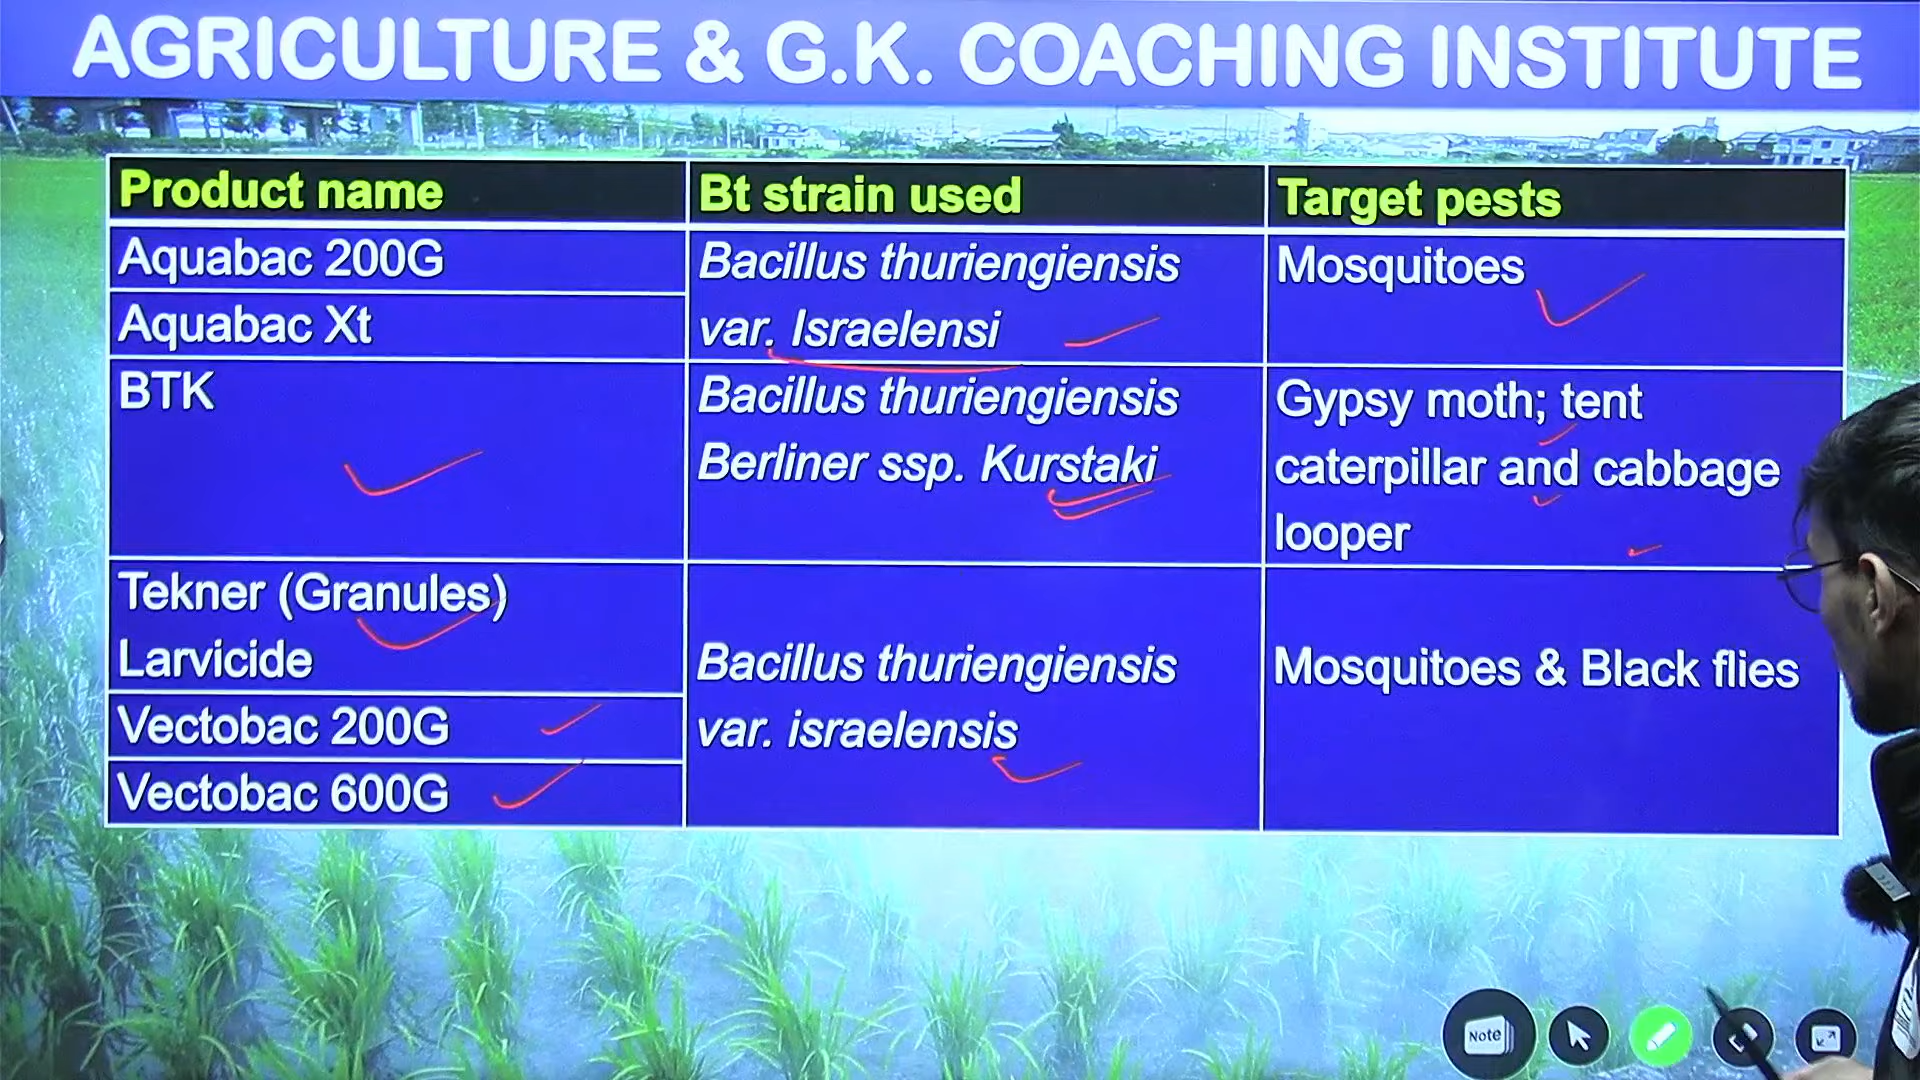 AGRICULTURE & G.K. COACHING INSTITUTE
Product name
Bt strain used
Target pests
Aquabac 200G
Aquabac Xt
Bacillus thuriengiensis
var. Israelensi
Mosquitoes
BTK
Bacillus thuriengiensis
Berliner ssp. Kurstaki
Gypsy moth; tent
caterpillar and cabbage
looper
Tekner (Granules)
Larvicide
Vectobac 200G
Vectobac 600G
Bacillus thuriengiensis
var. israelensis
Mosquitoes & Black flies
Note